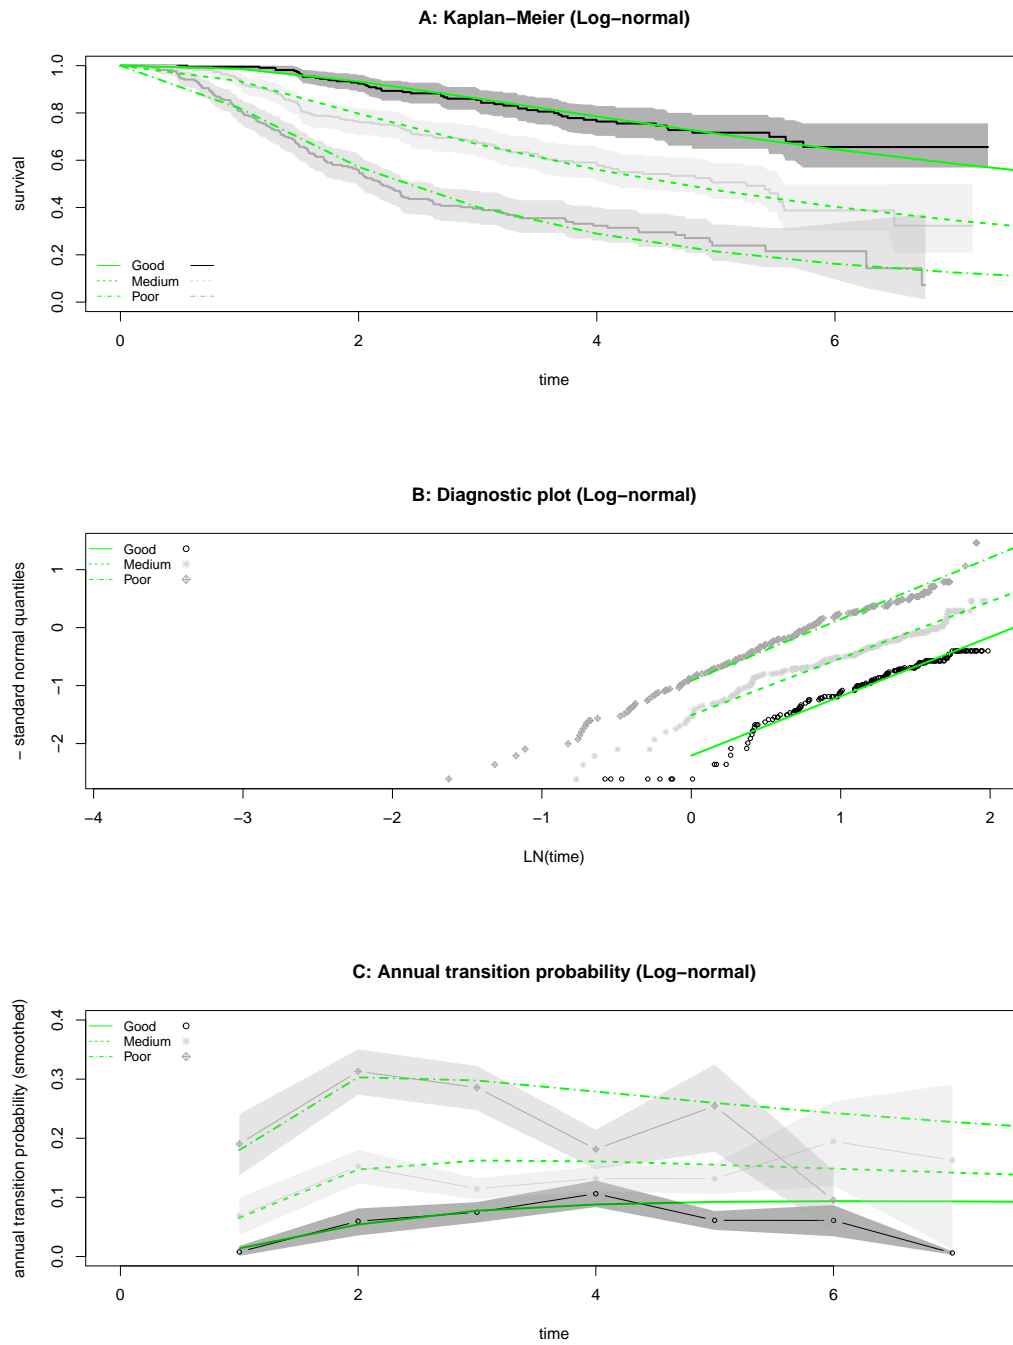 A: Kaplan−Meier (Log−normal)
survival
1.0
0.8
0.6
0.4
0.2
0.0
Good
Medium
Poor
0 2 4 6
time
B: Diagnostic plot (Log−normal)
− standard normal quantiles
1
0
−1
−2
Good
Medium
Poor
−4 −3 −2 −1 0 1 2
LN(time)
C: Annual transition probability (Log−normal)
annual transition probability (smoothed)
0.4
0.3
0.2
0.1
0.0
Good
Medium
Poor
0 2 4 6
time